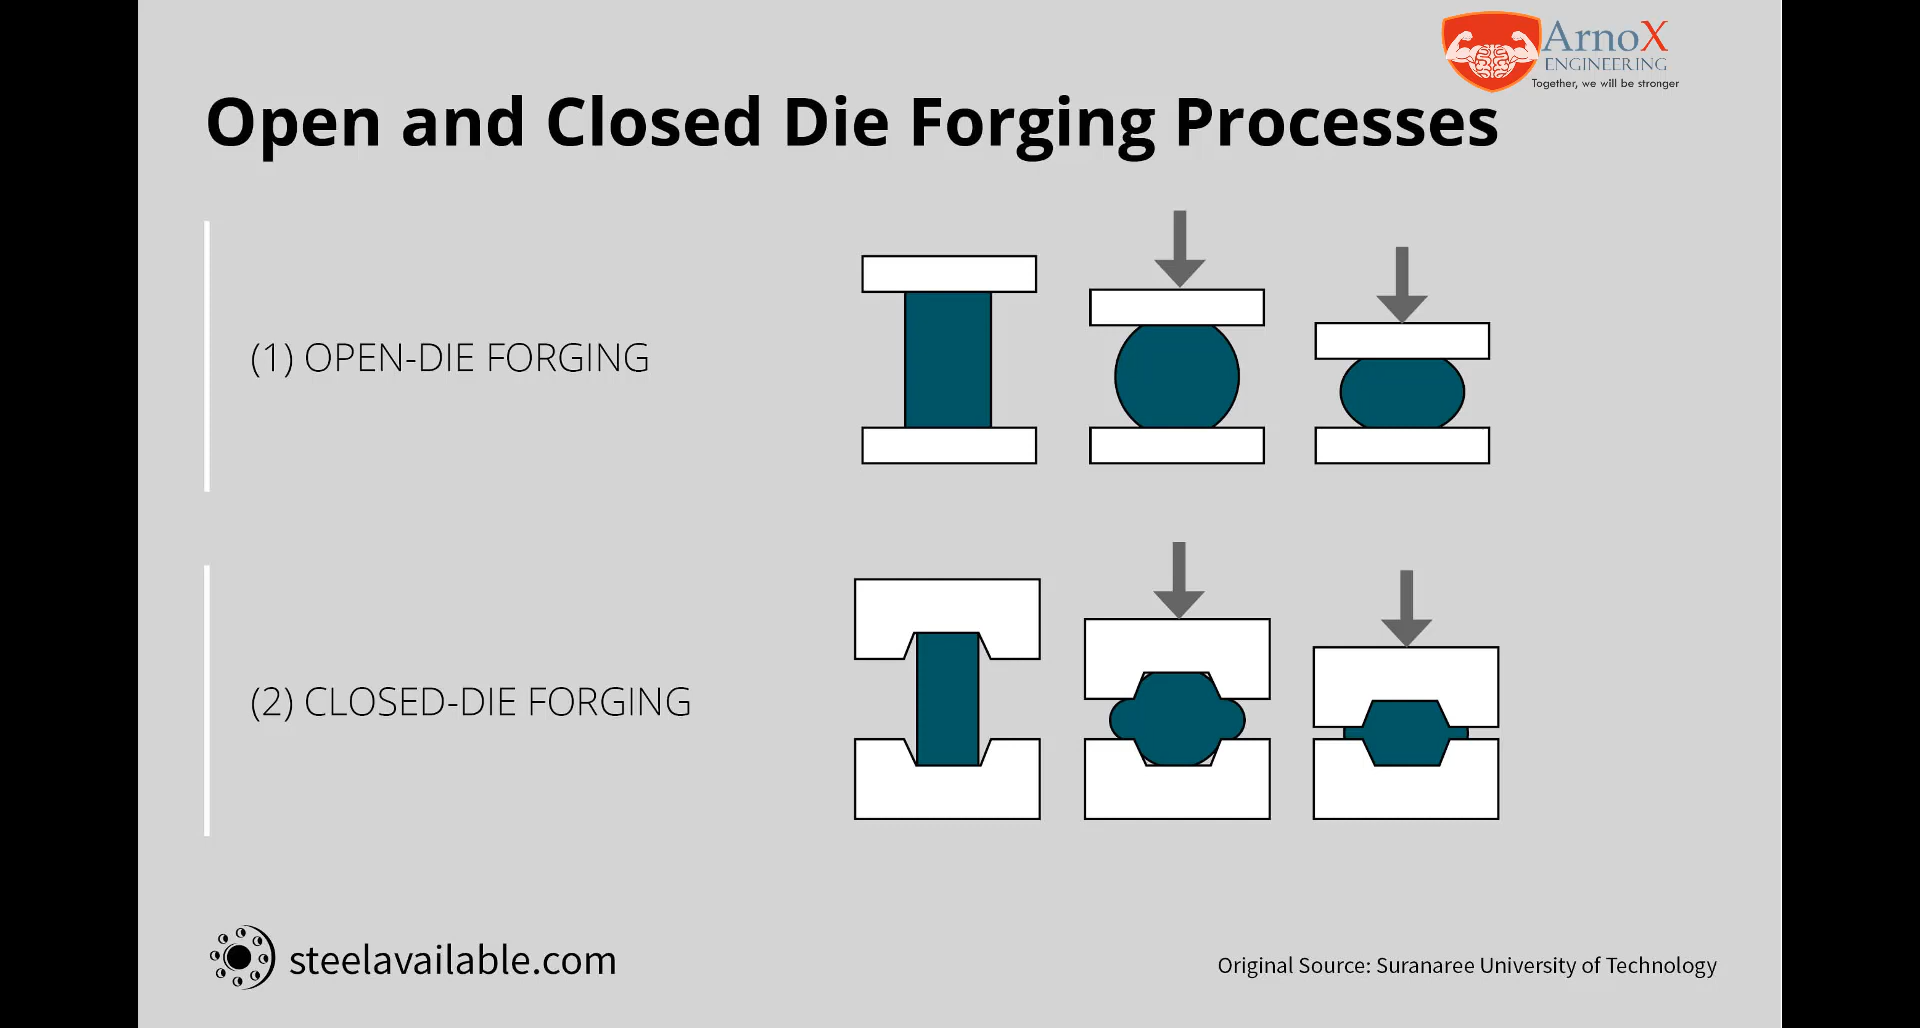 ArnoX
ENGINEERING
Together, we will be stronger
Open and Closed Die Forging Processes
(1) OPEN-DIE FORGING
(2) CLOSED-DIE FORGING
steelavailable.com
Original Source: Suranaree University of Technology